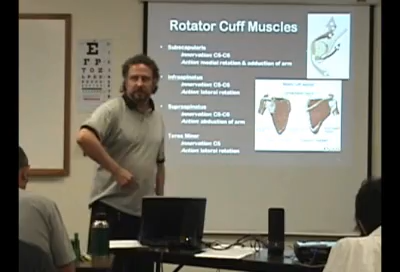 Rotator Cuff Muscles
• Subscapularis
Innervation C5-C6
Action medial rotation & adduction of arm
• Infraspinatus
Innervation C5-C6
Action lateral rotation
• Supraspinatus
Innervation C5-C6
Action abduction of arm
• Teres Minor
Innervation C5
Action lateral rotation
E
F P
T O Z